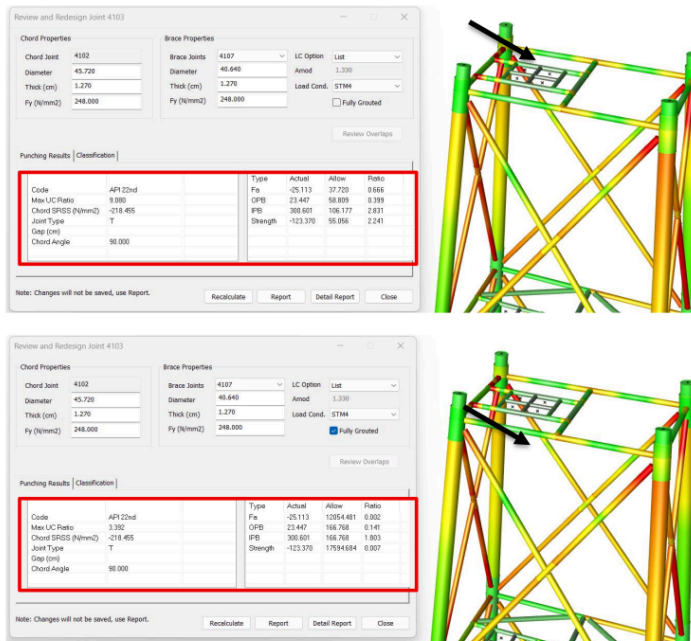 Review and Redesign Joint 4103
Chord Properties
Chord Joint 4102
Diameter 45.720
Thick (cm) 1.270
Fy (N/mm2) 248.000
Brace Properties
Brace Joints 4107 LC Option List
Diameter 40.640 Amod 1.330
Thick (cm) 1.270 Load Cond. STM4
Fy (N/mm2) 248.000 Fully Grouted
Review Overlaps
Punching Results Classification
Code API 22nd
Max UC Ratio 9.080
Chord SRSS (N/mm2) -218.455
Joint Type T
Gap (cm)
Chord Angle 90.000
Type Actual Allow Ratio
Fa -25.113 37.720 0.666
OPB 23.447 58.809 0.399
IPB 300.601 106.177 2.831
Strength -123.370 55.056 2.241
Note: Changes will not be saved, use Report.
Recalculate Report Detail Report Close
Review and Redesign Joint 4103
Chord Properties
Chord Joint 4102
Diameter 45.720
Thick (cm) 1.270
Fy (N/mm2) 248.000
Brace Properties
Brace Joints 4107 LC Option List
Diameter 40.640 Amod 1.330
Thick (cm) 1.270 Load Cond. STM4
Fy (N/mm2) 248.000 Fully Grouted
Review Overlaps
Punching Results Classification
Code API 22nd
Max UC Ratio 3.392
Chord SRSS (N/mm2) -218.455
Joint Type T
Gap (cm)
Chord Angle 90.000
Type Actual Allow Ratio
Fa -25.113 12054.481 0.002
OPB 23.447 166.768 0.141
IPB 300.601 166.768 1.803
Strength -123.370 17594.684 0.007
Note: Changes will not be saved, use Report.
Recalculate Report Detail Report Close